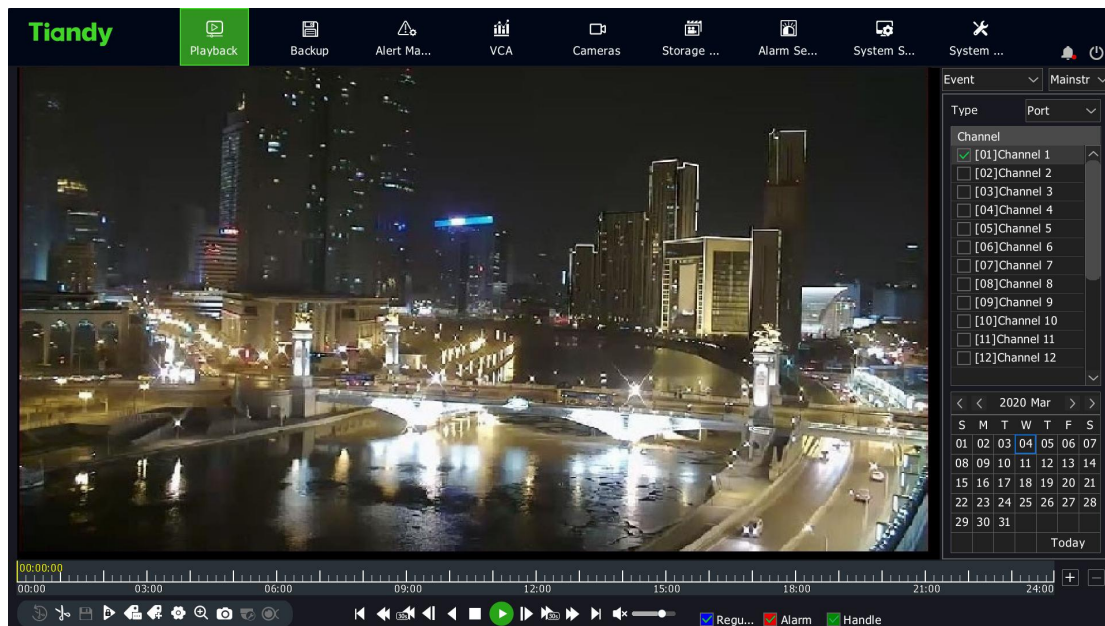 Tiandy
Playback Backup Alert Ma... VCA Cameras Storage ... Alarm Se... System S... System ...
Event Mainstr
Type Port
Channel
[01]Channel 1
[02]Channel 2
[03]Channel 3
[04]Channel 4
[05]Channel 5
[06]Channel 6
[07]Channel 7
[08]Channel 8
[09]Channel 9
[10]Channel 10
[11]Channel 11
[12]Channel 12
2020 Mar
S M T W T F S
01 02 03 04 05 06 07
08 09 10 11 12 13 14
15 16 17 18 19 20 21
22 23 24 25 26 27 28
29 30 31
Today
00:00:00
00:00 03:00 06:00 09:00 12:00 15:00 18:00 21:00 24:00
30s 30s
Regu... Alarm Handle